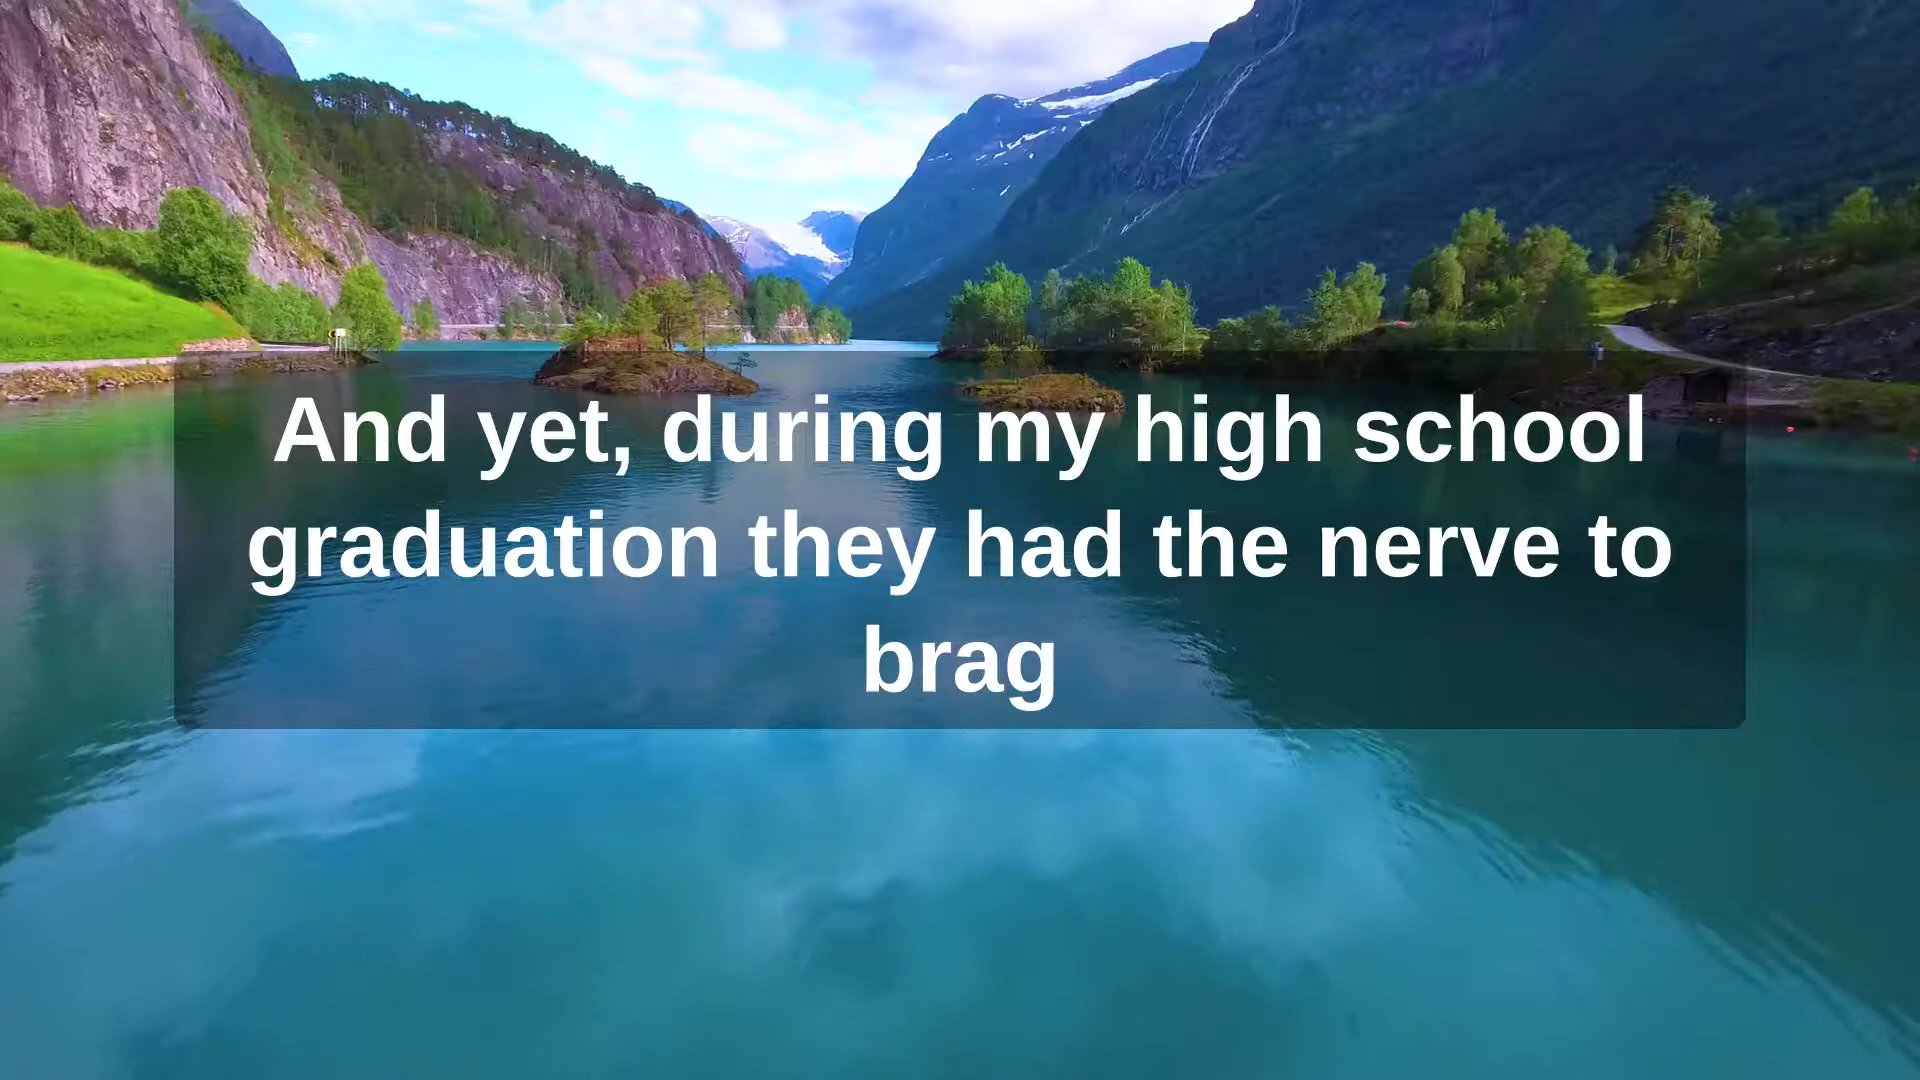 And yet, during my high school
graduation they had the nerve to
brag